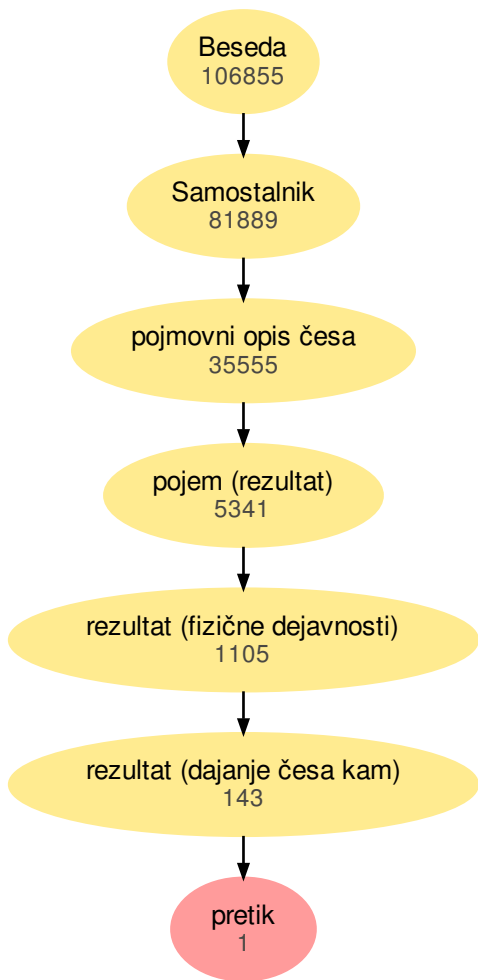 Beseda
106855
Samostalnik
81889
pojmovni opis česa
35555
pojem (rezultat)
5341
rezultat (fizične dejavnosti)
1105
rezultat (dajanje česa kam)
143
pretik
1